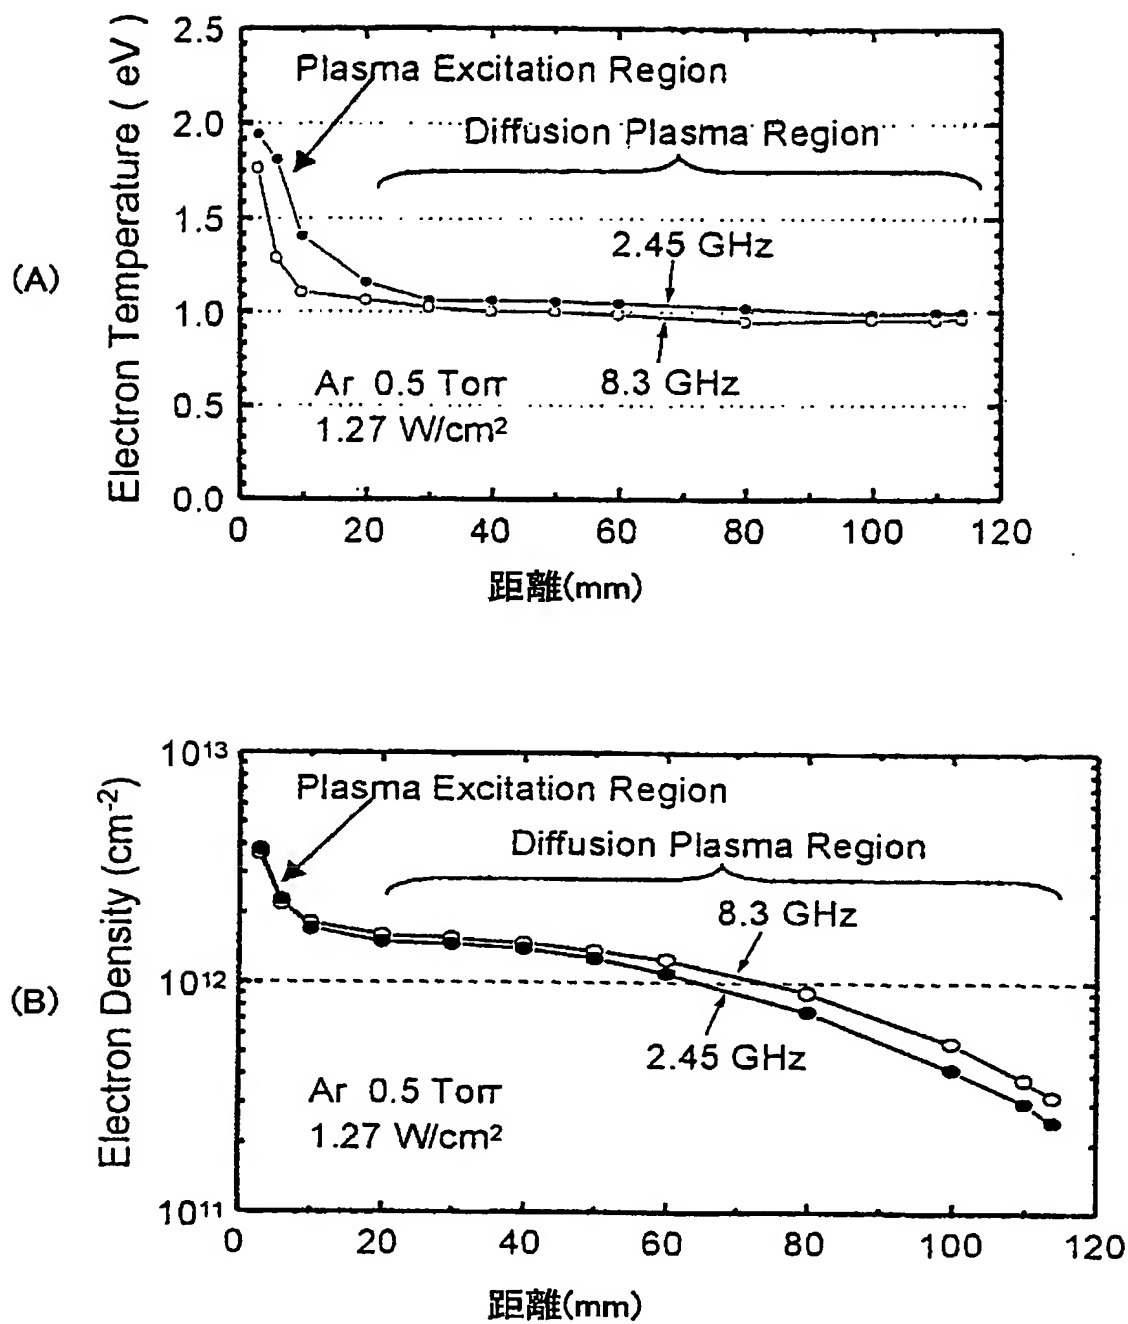 (A)
Electron Temperature ( eV )
2.5
2.0
1.5
1.0
0.5
0.0
Plasma Excitation Region
Diffusion Plasma Region
2.45 GHz
8.3 GHz
Ar 0.5 Torr
1.27 W/cm²
0 20 40 60 80 100 120
距離(mm)
(B)
Electron Density (cm⁻²)
10¹³
10¹²
10¹¹
Plasma Excitation Region
Diffusion Plasma Region
8.3 GHz
2.45 GHz
Ar 0.5 Torr
1.27 W/cm²
0 20 40 60 80 100 120
距離(mm)